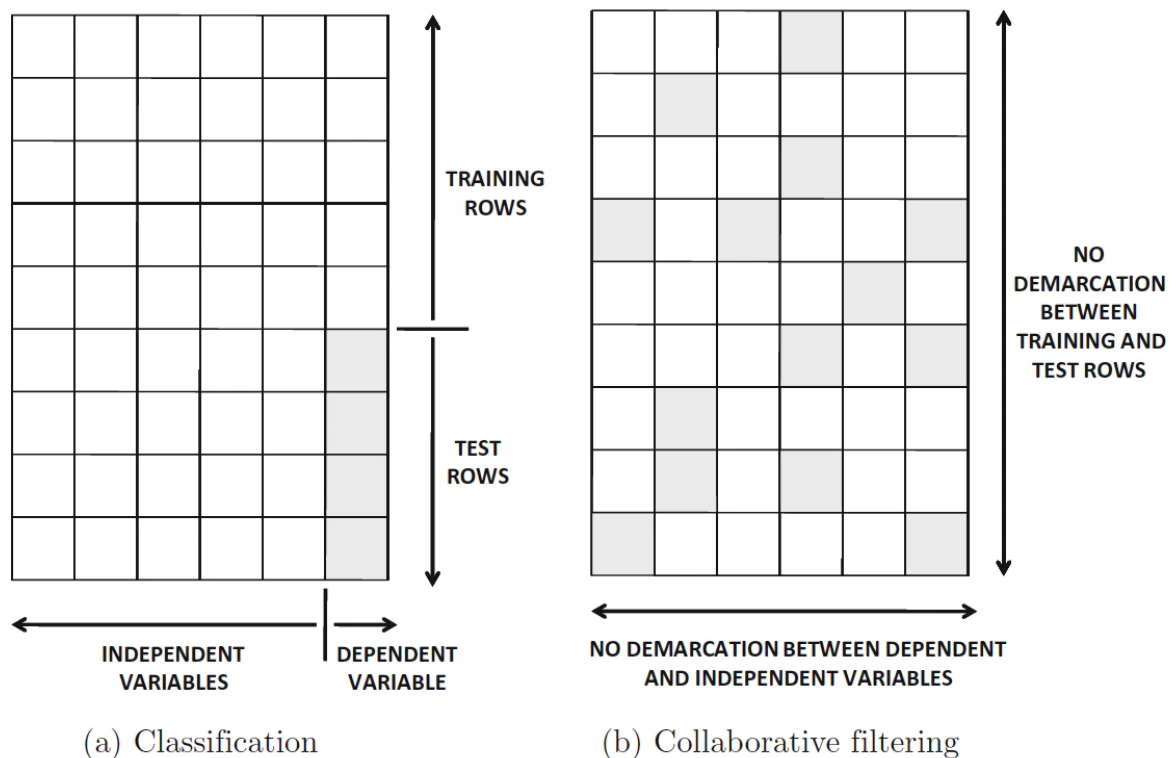 TRAINING
ROWS
TEST
ROWS
INDEPENDENT
VARIABLES
DEPENDENT
VARIABLE
(a) Classification
NO
DEMARCATION
BETWEEN
TRAINING AND
TEST ROWS
NO DEMARCATION BETWEEN DEPENDENT
AND INDEPENDENT VARIABLES
(b) Collaborative filtering